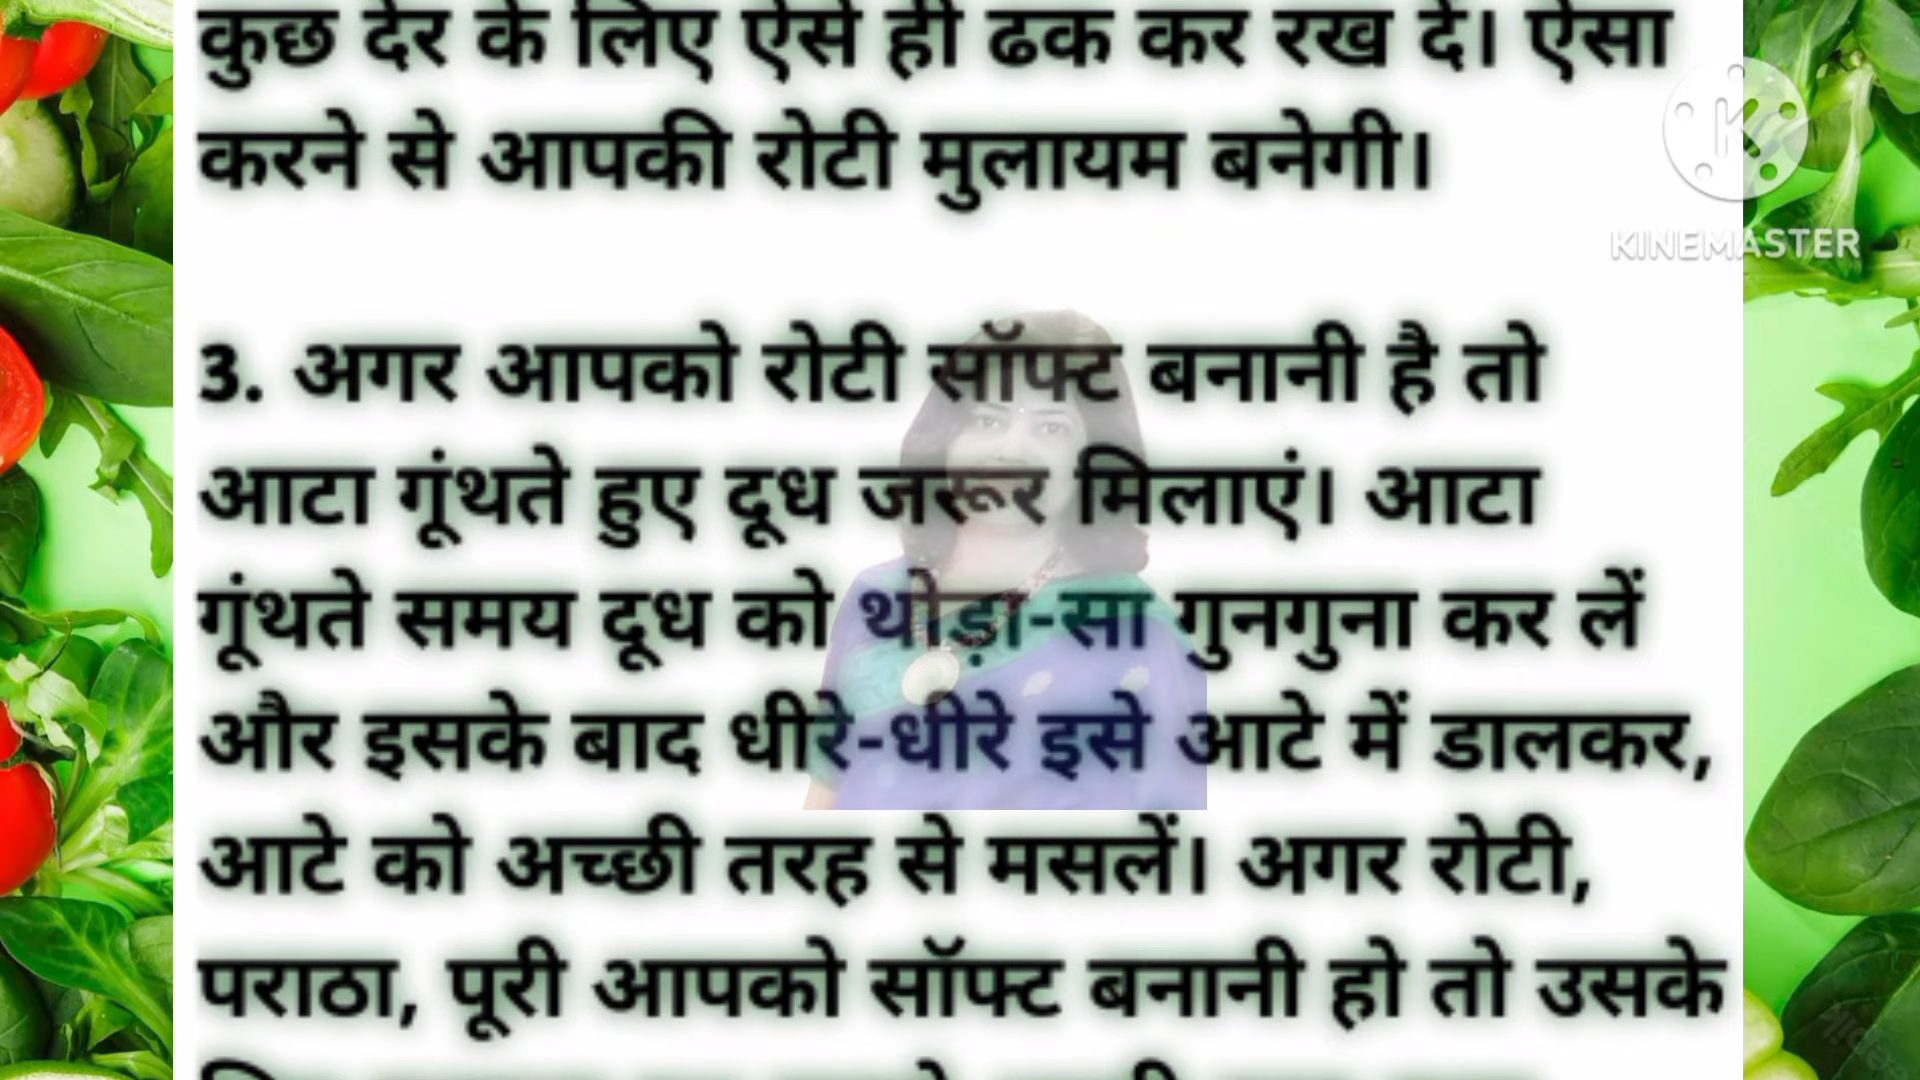 कुछ देर के लिए ऐसे ही ढक कर रख दें। ऐसा
करने से आपकी रोटी मुलायम बनेगी।
KINEMASTER
3. अगर आपको रोटी सॉफ्ट बनानी है तो
आटा गूंथते हुए दूध जरूर मिलाएं। आटा
गूंथते समय दूध को थोड़ा-सा गुनगुना कर लें
और इसके बाद धीरे-धीरे इसे आटे में डालकर,
आटे को अच्छी तरह से मसलें। अगर रोटी,
पराठा, पूरी आपको सॉफ्ट बनानी हो तो उसके